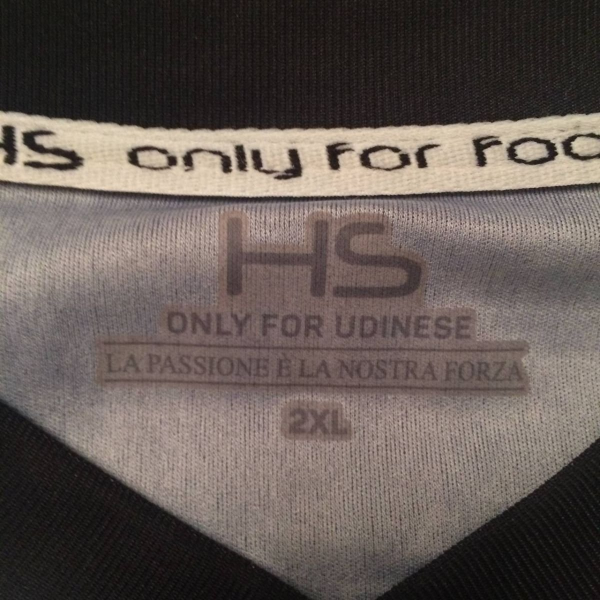 HS only for foo
HS
ONLY FOR UDINESE
LA PASSIONE È LA NOSTRA FORZA
2XL